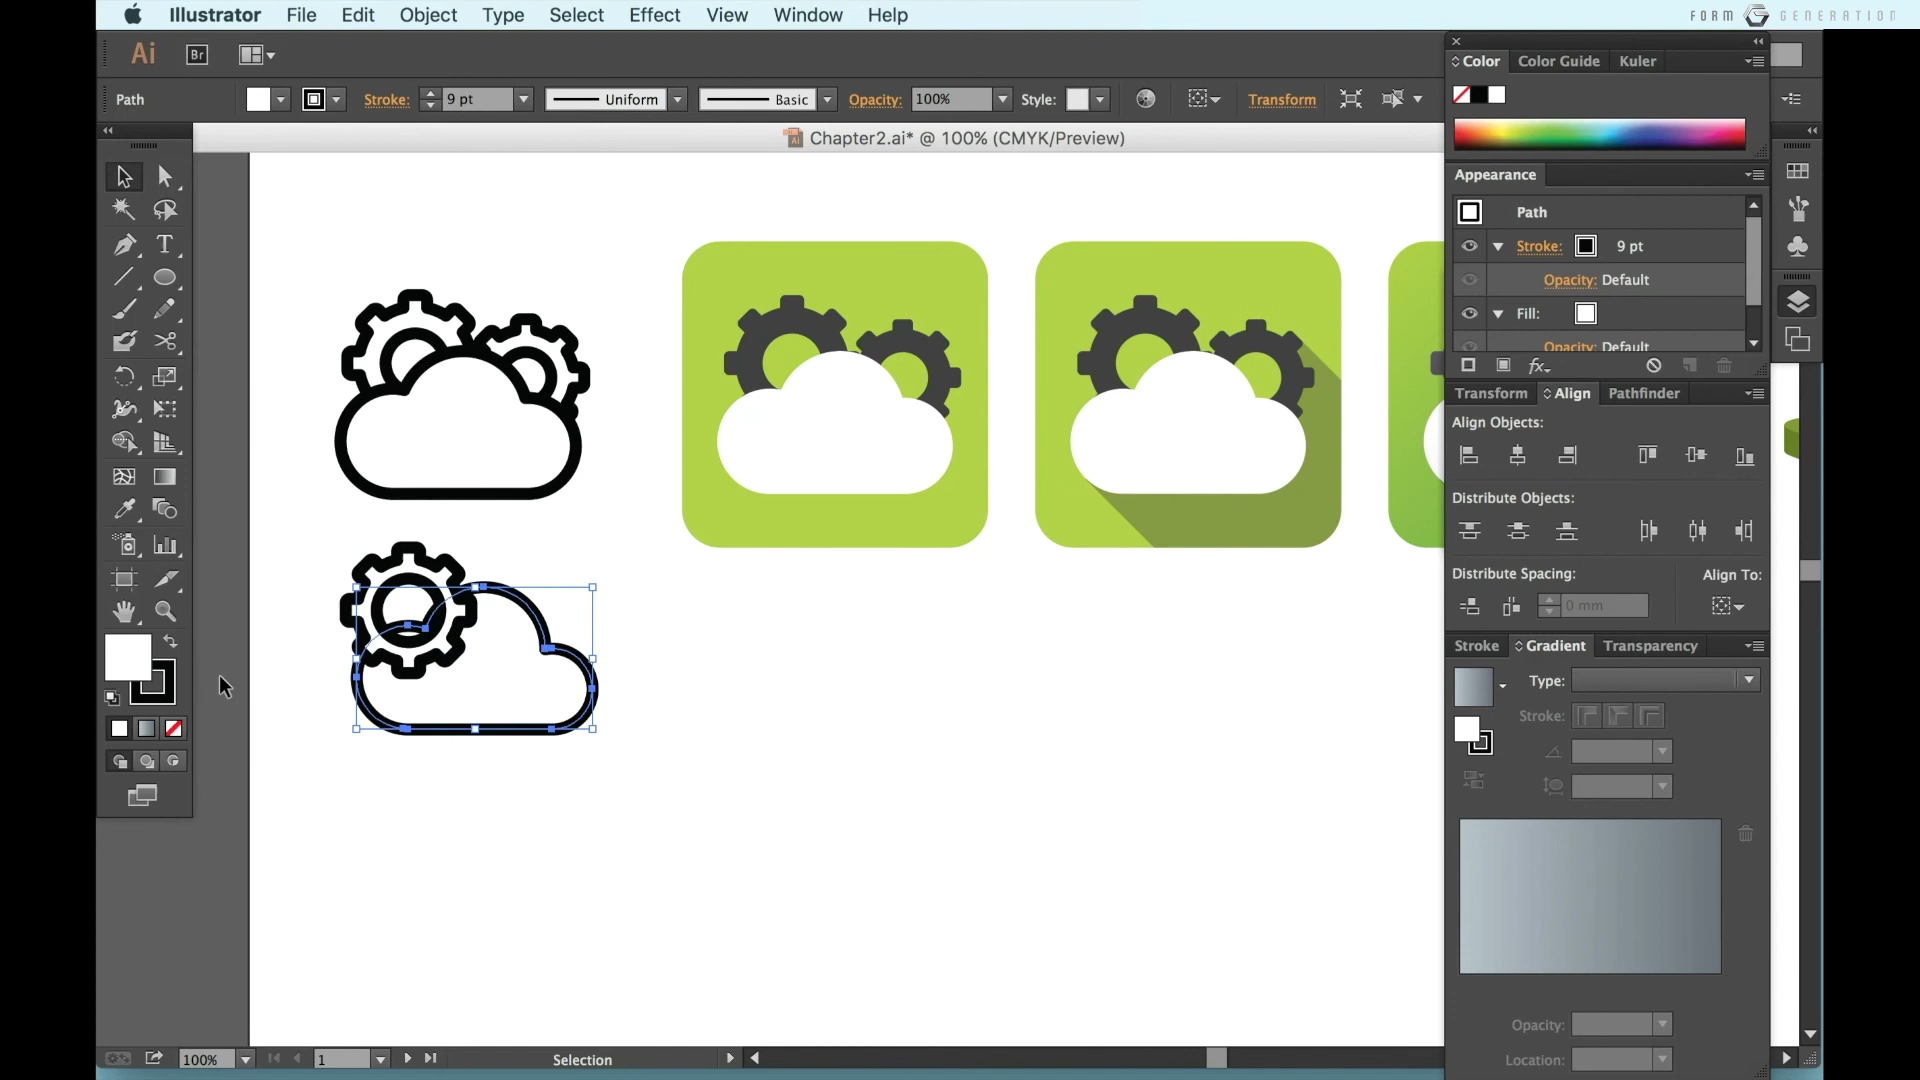 Illustrator File Edit Object Type Select Effect View Window Help
FORM GENERATION
Ai Br
Path Stroke: 9 pt Uniform Basic Opacity: 100% Style: Transform
Chapter2.ai* @ 100% (CMYK/Preview)
Color Color Guide Kuler
Appearance
Path
Stroke: 9 pt
Opacity: Default
Fill:
Opacity: Default
fx
Transform Align Pathfinder
Align Objects:
Distribute Objects:
Distribute Spacing: Align To:
0 mm
Stroke Gradient Transparency
Type:
Stroke:
Opacity:
Location:
100% 1 Selection